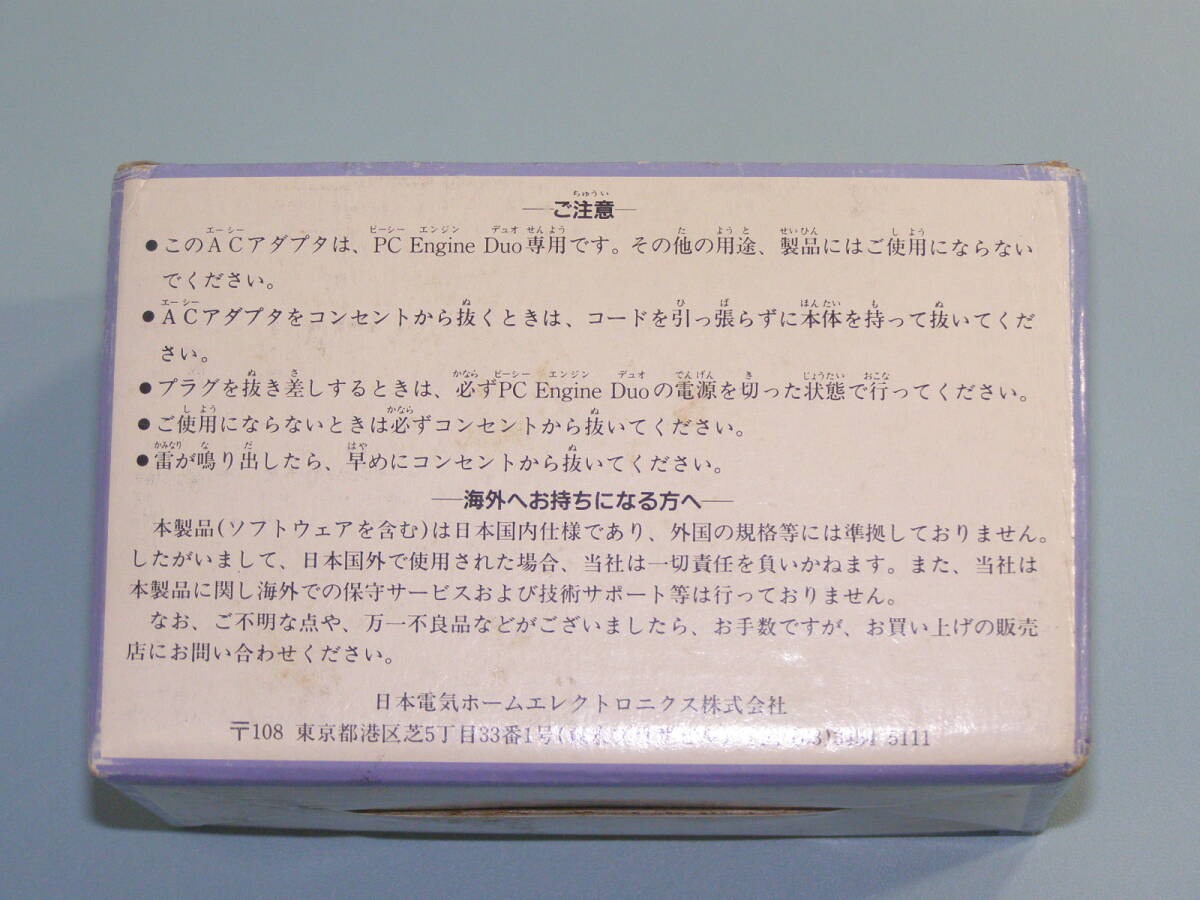 ご注意
●このACアダプタは、PC Engine Duo専用です。その他の用途、製品にはご使用にならない
でください。
●ACアダプタをコンセントから抜くときは、コードを引っ張らずに本体を持って抜いてくだ
さい。
●プラグを抜き差しするときは、必ずPC Engine Duoの電源を切った状態で行ってください。
●ご使用にならないときは必ずコンセントから抜いてください。
●雷が鳴り出したら、早めにコンセントから抜いてください。
海外へお持ちになる方へ
本製品(ソフトウェアを含む)は日本国内仕様であり、外国の規格等には準拠しておりません。
したがいまして、日本国外で使用された場合、当社は一切責任を負いかねます。また、当社は
本製品に関し海外での保守サービスおよび技術サポート等は行っておりません。
なお、ご不明な点や、万一不良品などがございましたら、お手数ですが、お買い上げの販売
店にお問い合わせください。
日本電気ホームエレクトロニクス株式会社
〒108 東京都港区芝5丁目33番1号 5111